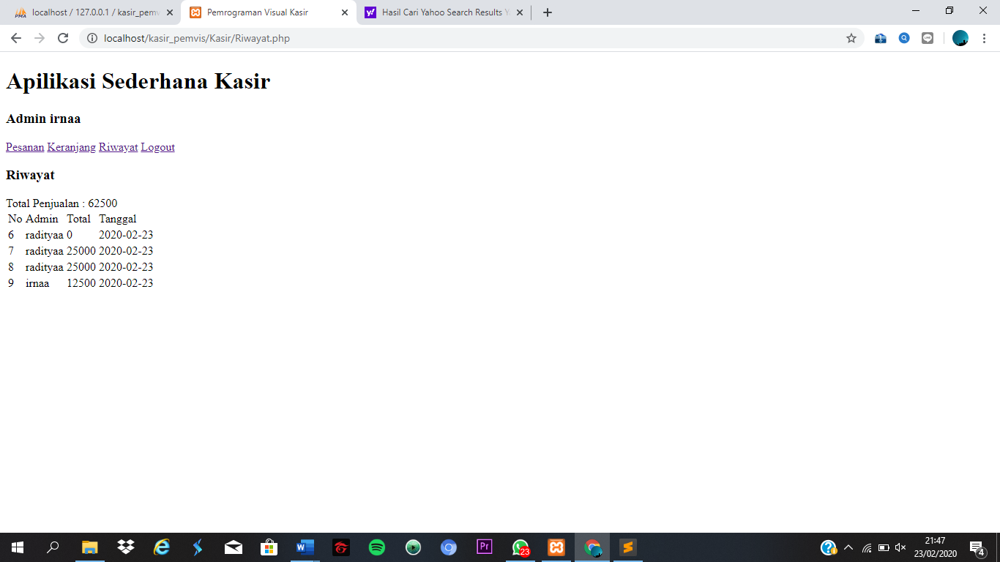 localhost / 127.0.0.1 / kasir_pemv
Pemrograman Visual Kasir
Hasil Cari Yahoo Search Results Y
localhost/kasir_pemvis/Kasir/Riwayat.php
Apilikasi Sederhana Kasir
Admin irnaa
Pesanan Keranjang Riwayat Logout
Riwayat
Total Penjualan : 62500
No Admin Total Tanggal
6 radityaa 0 2020-02-23
7 radityaa 25000 2020-02-23
8 radityaa 25000 2020-02-23
9 irnaa 12500 2020-02-23
Pr
23
21:47
23/02/2020
4